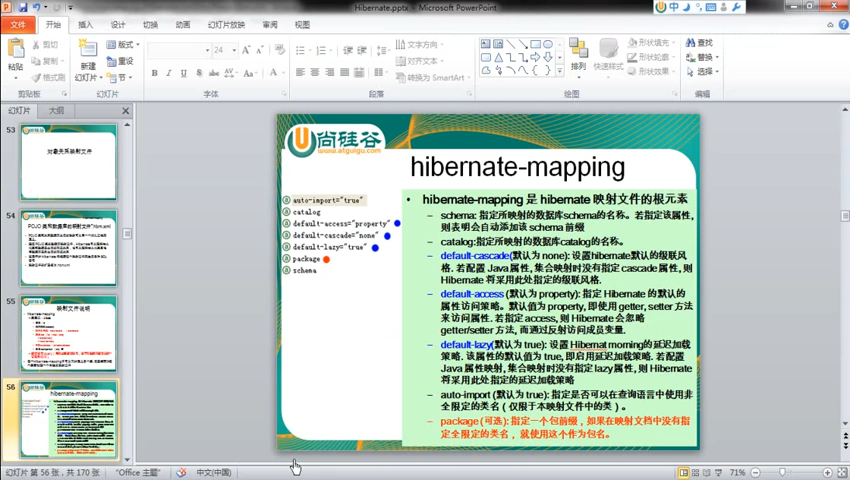 Hibernate.pptx - Microsoft PowerPoint
文件
开始
插入
设计
切换
动画
幻灯片放映
审阅
视图
粘贴
剪切
复制
格式刷
剪贴板
新建
幻灯片
版式
重设
节
幻灯片
字体
文字方向
对齐文本
转换为 SmartArt
段落
排列
快速样式
形状填充
形状轮廓
形状效果
绘图
查找
替换
选择
编辑
幻灯片
大纲
53
尚硅谷
对象关系映射文件
54
55
映射文件说明
56
hibernate-mapping
尚硅谷
www.atguigu.com
hibernate-mapping
auto-import="true"
catalog
default-access="property"
default-cascade="none"
default-lazy="true"
package
schema
• hibernate-mapping 是 hibernate 映射文件的根元素
– schema: 指定所映射的数据库schema的名称。若指定该属性,
则表明会自动添加该 schema 前缀
– catalog:指定所映射的数据库catalog的名称。
– default-cascade(默认为 none): 设置hibernate默认的级联风
格. 若配置 Java 属性, 集合映射时没有指定 cascade 属性, 则
Hibernate 将采用此处指定的级联风格.
– default-access (默认为 property): 指定 Hibernate 的默认的
属性访问策略。默认值为 property, 即使用 getter, setter 方法
来访问属性. 若指定 access, 则 Hibernate 会忽略
getter/setter 方法, 而通过反射访问成员变量.
– default-lazy(默认为 true): 设置 Hibernat morning的延迟加载
策略. 该属性的默认值为 true, 即启用延迟加载策略. 若配置
Java 属性映射, 集合映射时没有指定 lazy 属性, 则 Hibernate
将采用此处指定的延迟加载策略
– auto-import (默认为 true): 指定是否可以在查询语言中使用非
全限定的类名(仅限于本映射文件中的类)。
– package (可选): 指定一个包前缀，如果在映射文档中没有指
定全限定的类名，就使用这个作为包名。
幻灯片 第 56 张，共 170 张
"Office 主题"
中文(中国)
71%